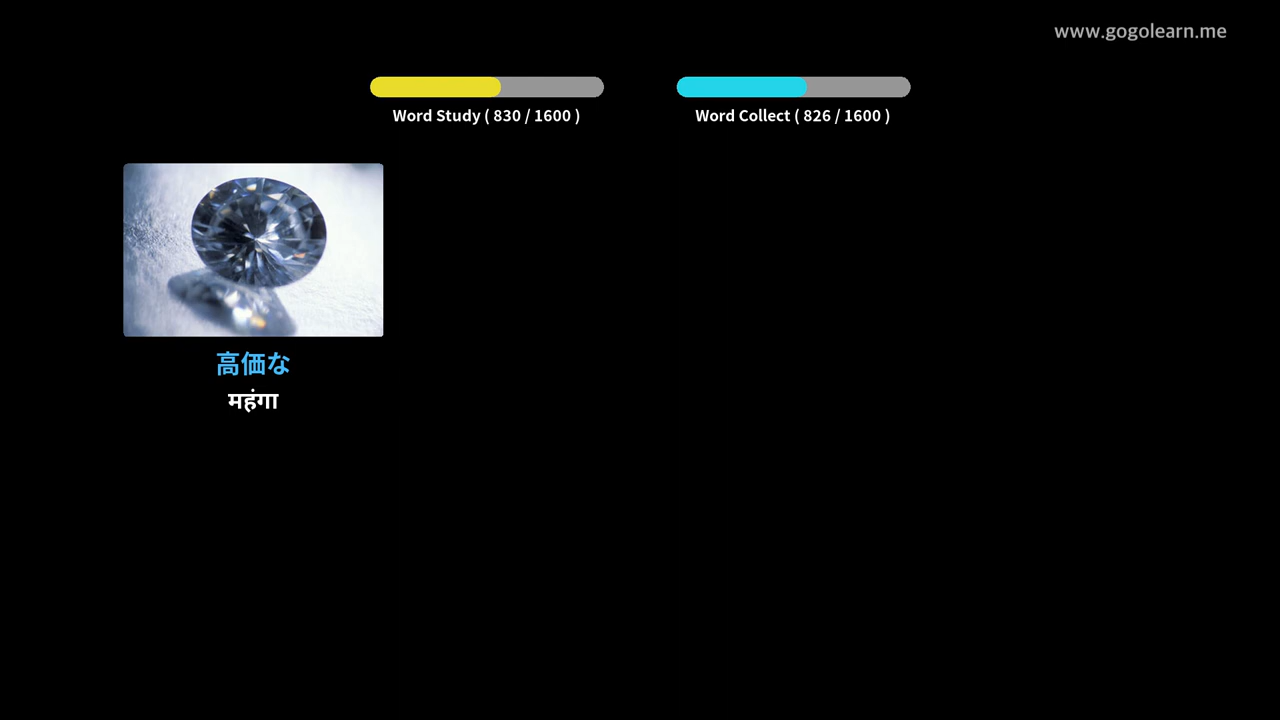 www.gogolearn.me
Word Study ( 830 / 1600 )
Word Collect ( 826 / 1600 )
高価な
महंगा